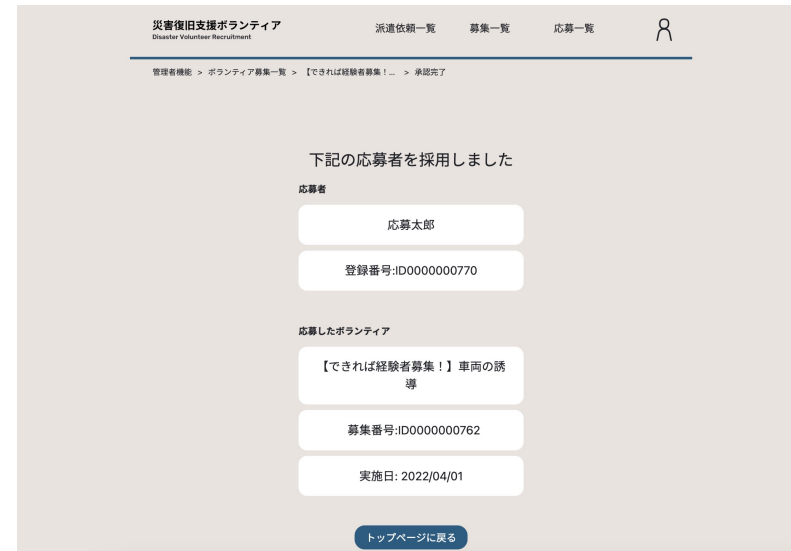 災害復旧支援ボランティア
Disaster Volunteer Recruitment
派遣依頼一覧 募集一覧 応募一覧
管理者機能 > ボランティア募集一覧 > 【できれば経験者募集！... > 承認完了
下記の応募者を採用しました
応募者
応募太郎
登録番号:ID0000000770
応募したボランティア
【できれば経験者募集！】車両の誘
導
募集番号:ID0000000762
実施日: 2022/04/01
トップページに戻る